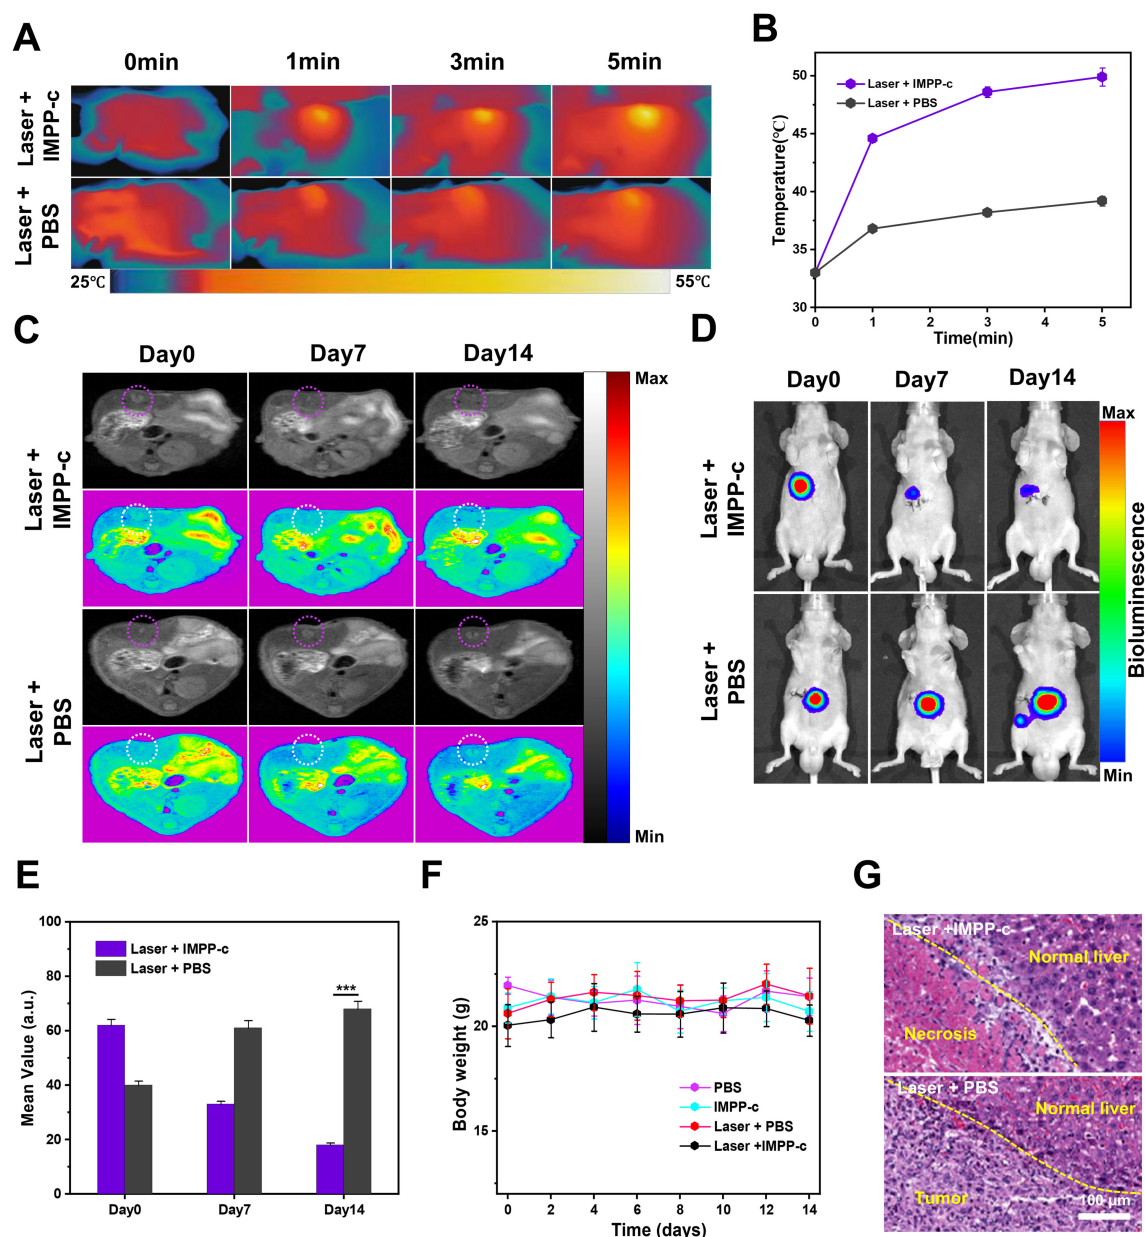 A
0min
1min
3min
5min
Laser +
IMPP-c
Laser +
PBS
25℃
55℃
B
Temperature(℃)
50
45
40
35
30
Laser + IMPP-c
Laser + PBS
0
1
2
3
4
5
Time(min)
C
Day0
Day7
Day14
Laser +
IMPP-c
Laser +
PBS
Max
Min
D
Day0
Day7
Day14
Laser +
IMPP-c
Laser +
PBS
Max
Bioluminescence
Min
E
Mean Value (a.u.)
100
80
60
40
20
0
Laser + IMPP-c
Laser + PBS
***
Day0
Day7
Day14
F
Body weight (g)
25
20
15
PBS
IMPP-c
Laser + PBS
Laser +IMPP-c
0
2
4
6
8
10
12
14
Time (days)
G
Laser +IMPP-c
Normal liver
Necrosis
Laser + PBS
Normal liver
Tumor
100 μm